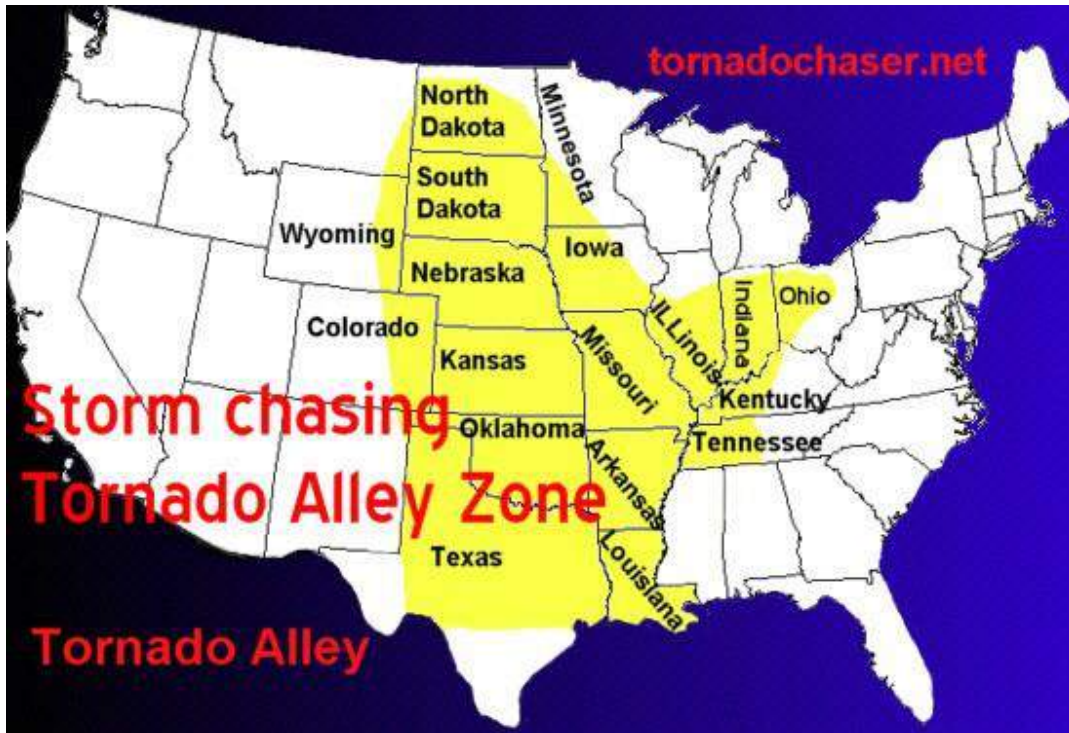 tornadochaser.net
North
Dakota
Minnesota
South
Dakota
Wyoming
Iowa
Nebraska
Indiana
Ohio
ILLinois
Colorado
Missouri
Kansas
Kentucky
Storm chasing
Oklahoma
Tennessee
Arkansas
Tornado Alley Zone
Texas
Louisiana
Tornado Alley